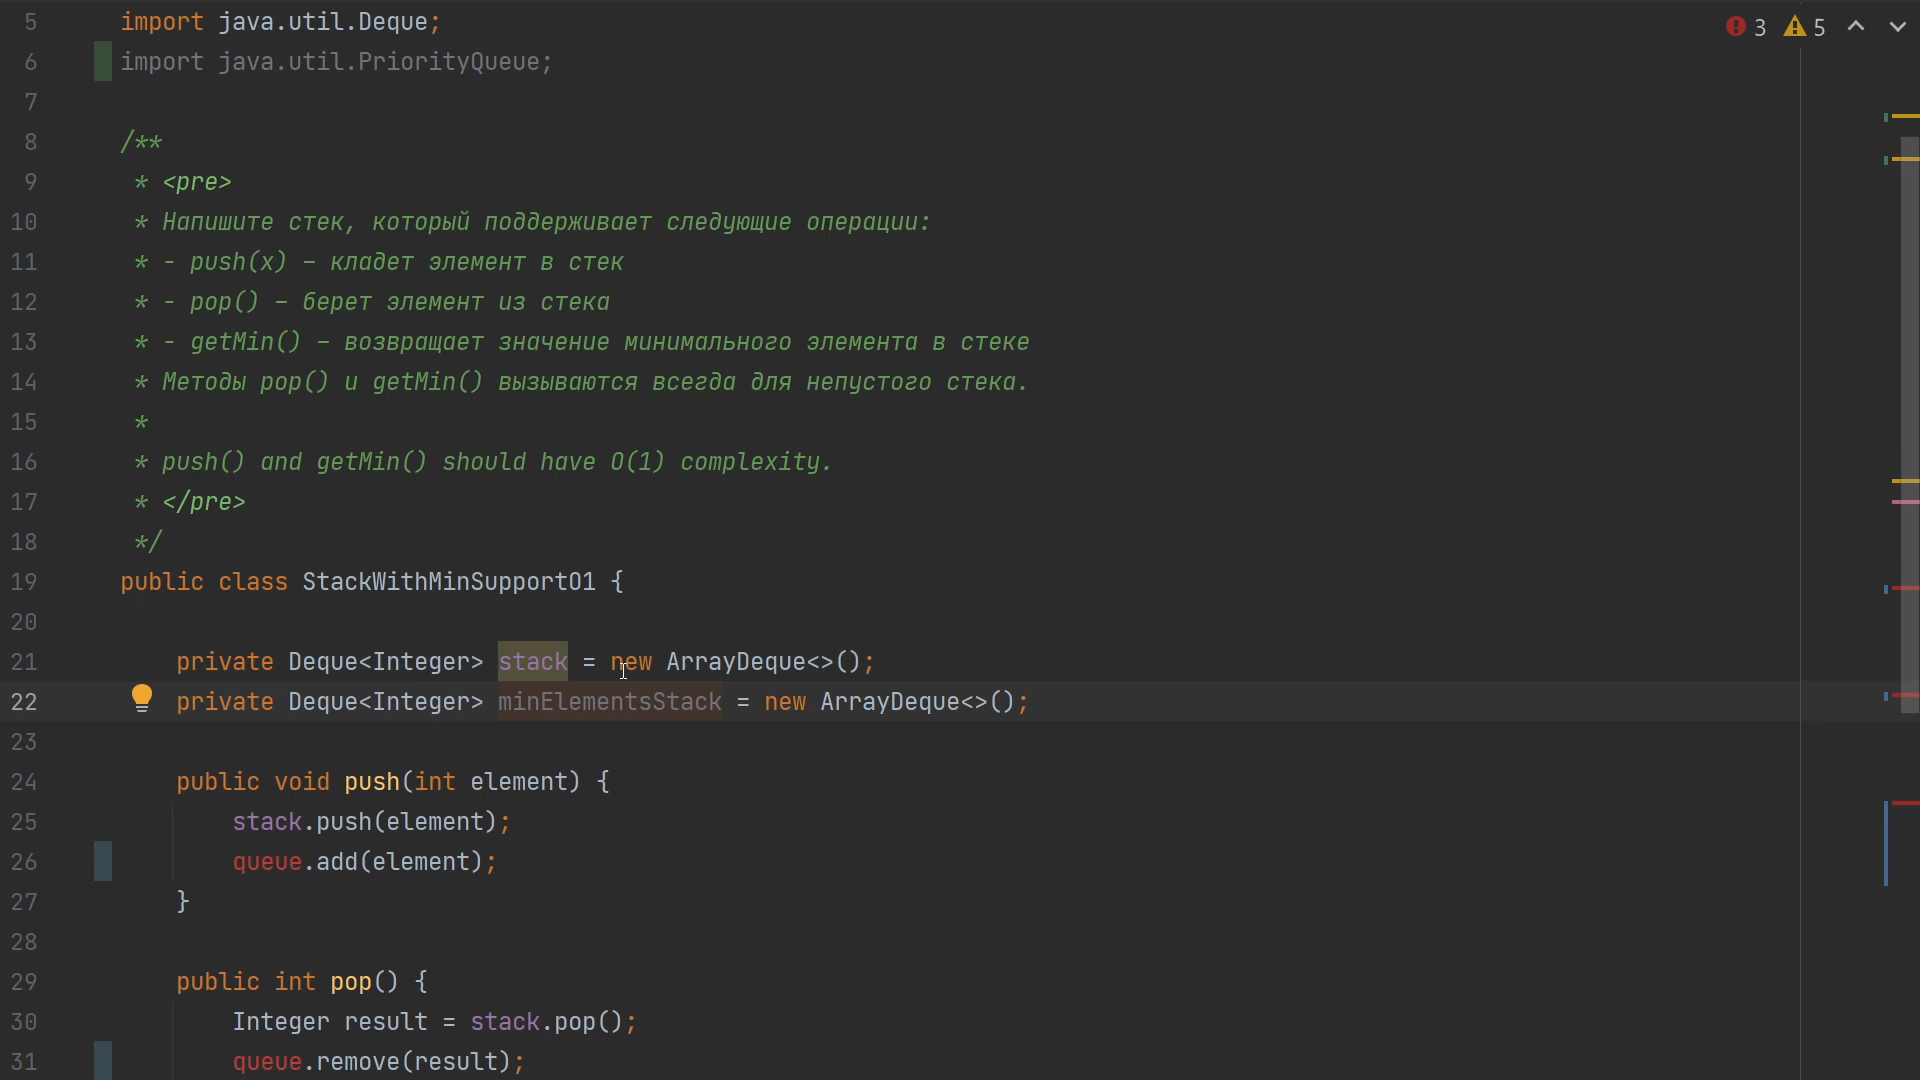 5 import java.util.Deque;
6 import java.util.PriorityQueue;
7
8 /**
9 * <pre>
10 * Напишите стек, который поддерживает следующие операции:
11 * - push(x) – кладет элемент в стек
12 * - pop() – берет элемент из стека
13 * - getMin() – возвращает значение минимального элемента в стеке
14 * Методы pop() и getMin() вызываются всегда для непустого стека.
15 *
16 * push() and getMin() should have O(1) complexity.
17 * </pre>
18 */
19 public class StackWithMinSupportO1 {
20
21 private Deque<Integer> stack = new ArrayDeque<>();
22 private Deque<Integer> minElementsStack = new ArrayDeque<>();
23
24 public void push(int element) {
25 stack.push(element);
26 queue.add(element);
27 }
28
29 public int pop() {
30 Integer result = stack.pop();
31 queue.remove(result);
3 5